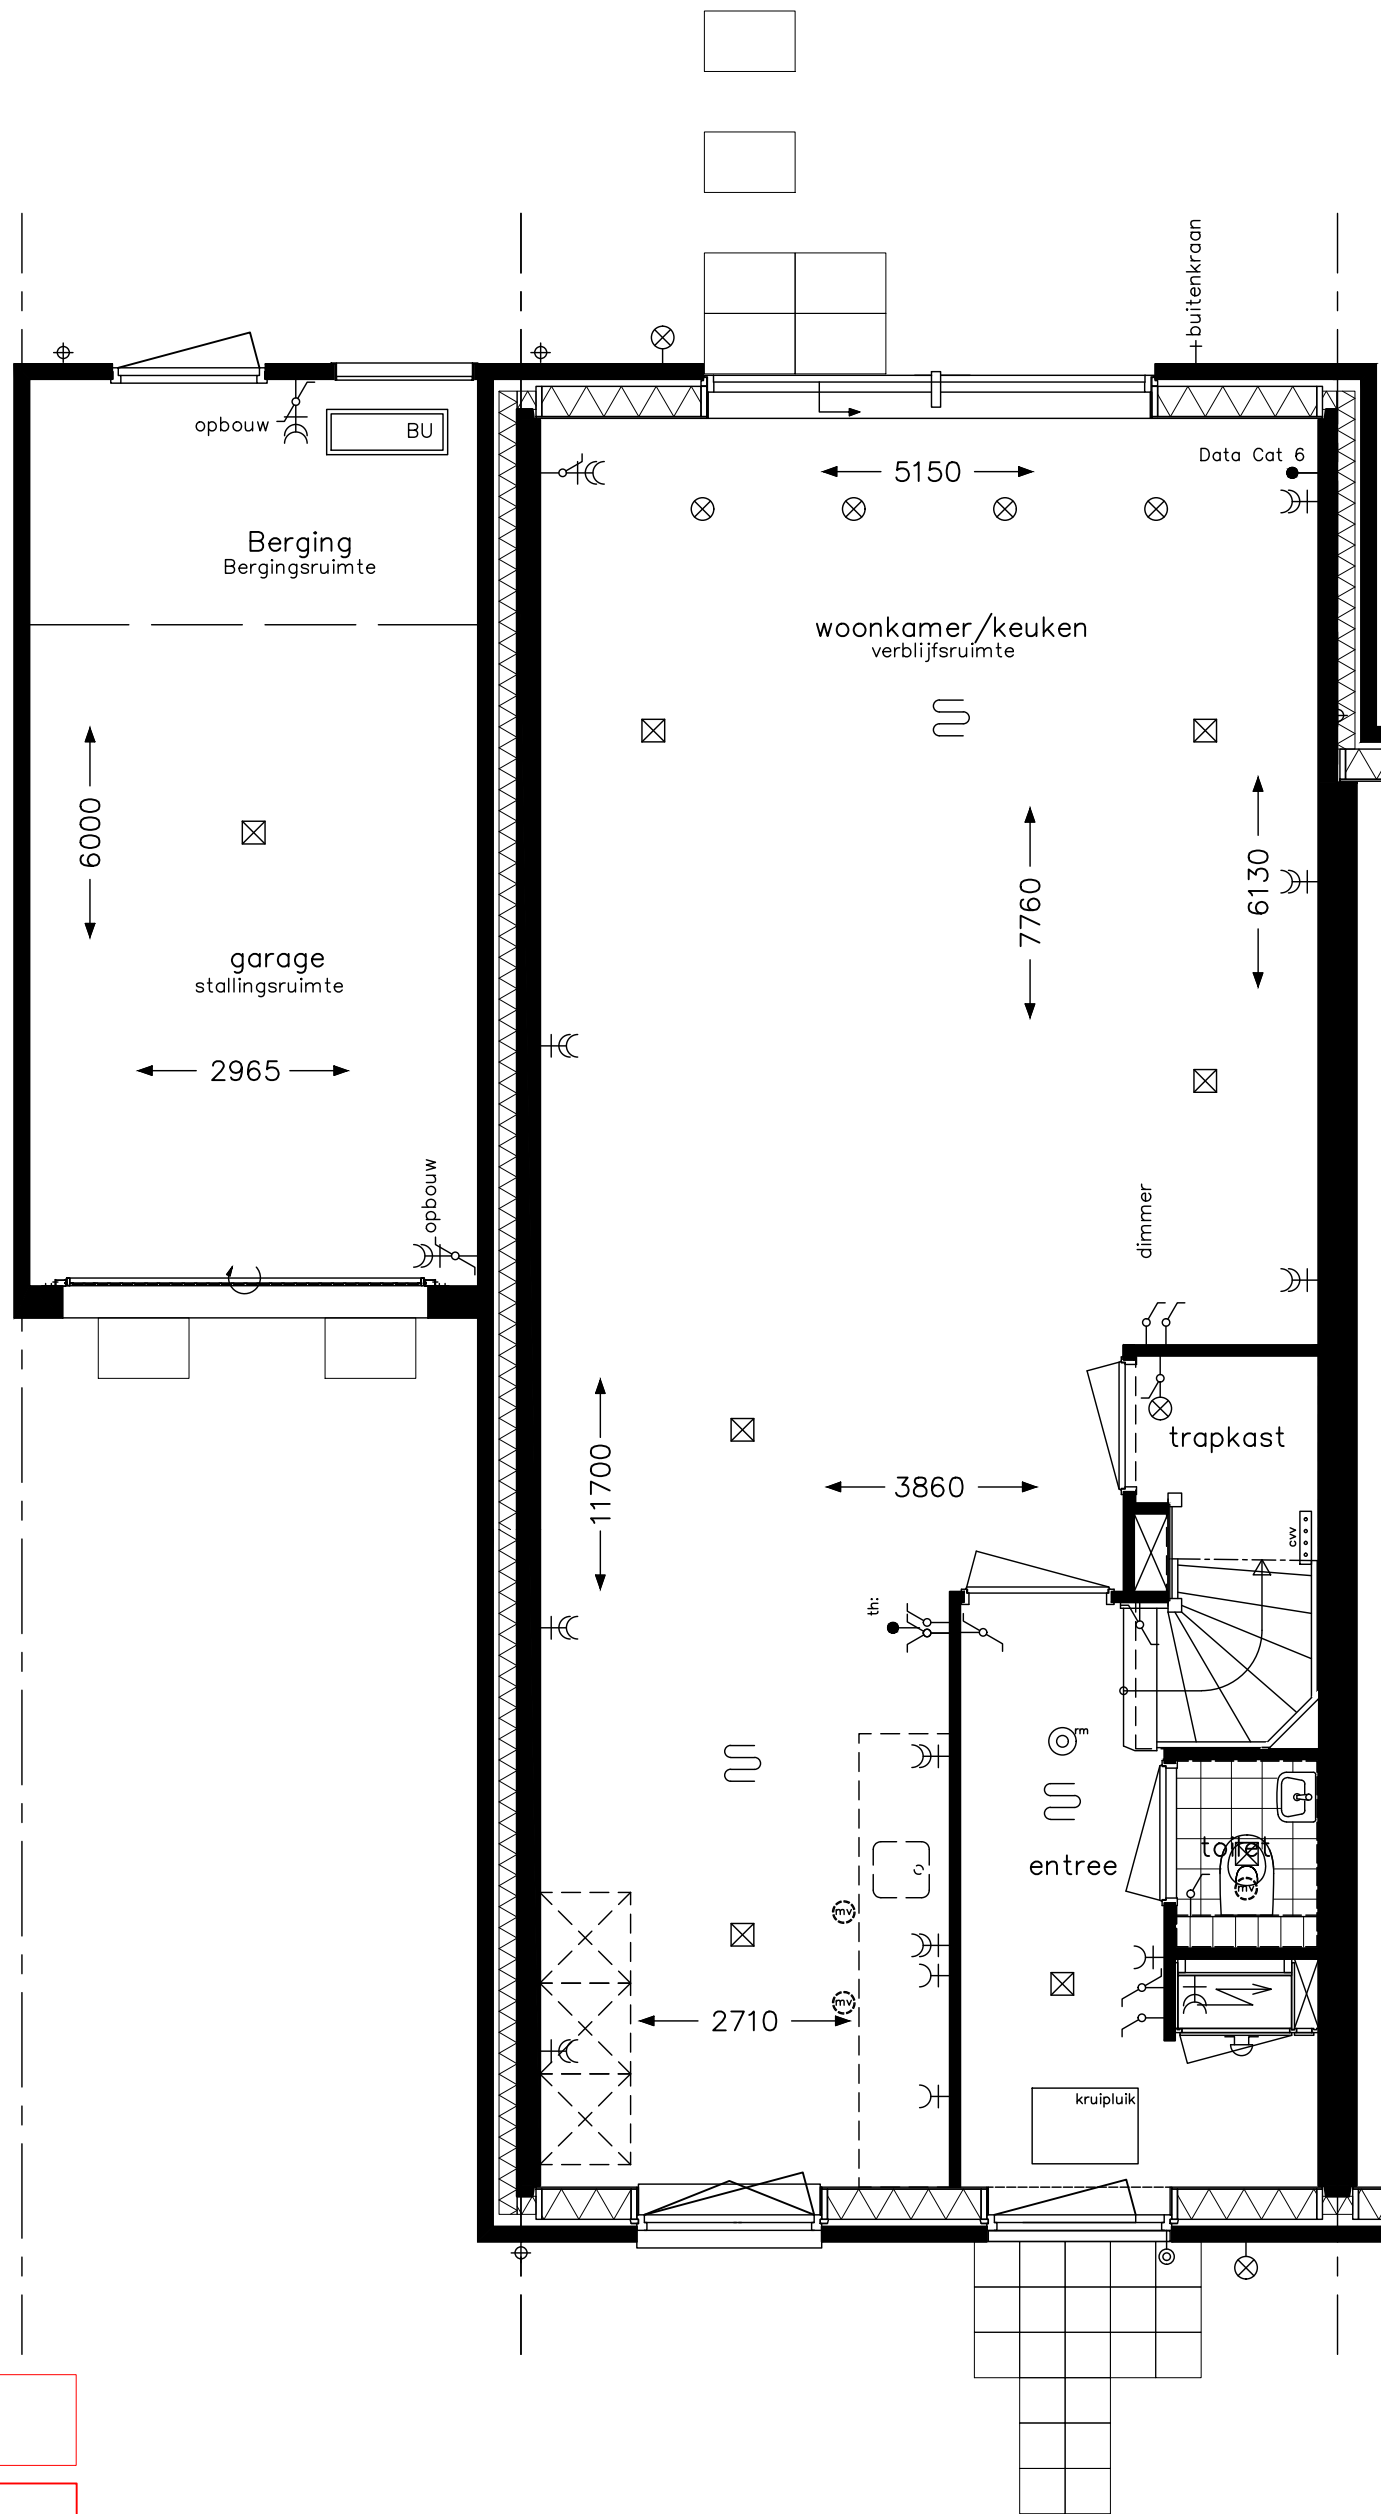 buitenkraan
opbouw
BU
5150
Data Cat 6
Berging
Bergingsruimte
woonkamer/keuken
verblijfsruimte
6000
7760
6130
garage
stallingsruimte
2965
opbouw
dimmer
trapkast
11700
3860
cvv
th:
rm
entree
toilet
mv
mv
mv
2710
kruipluik